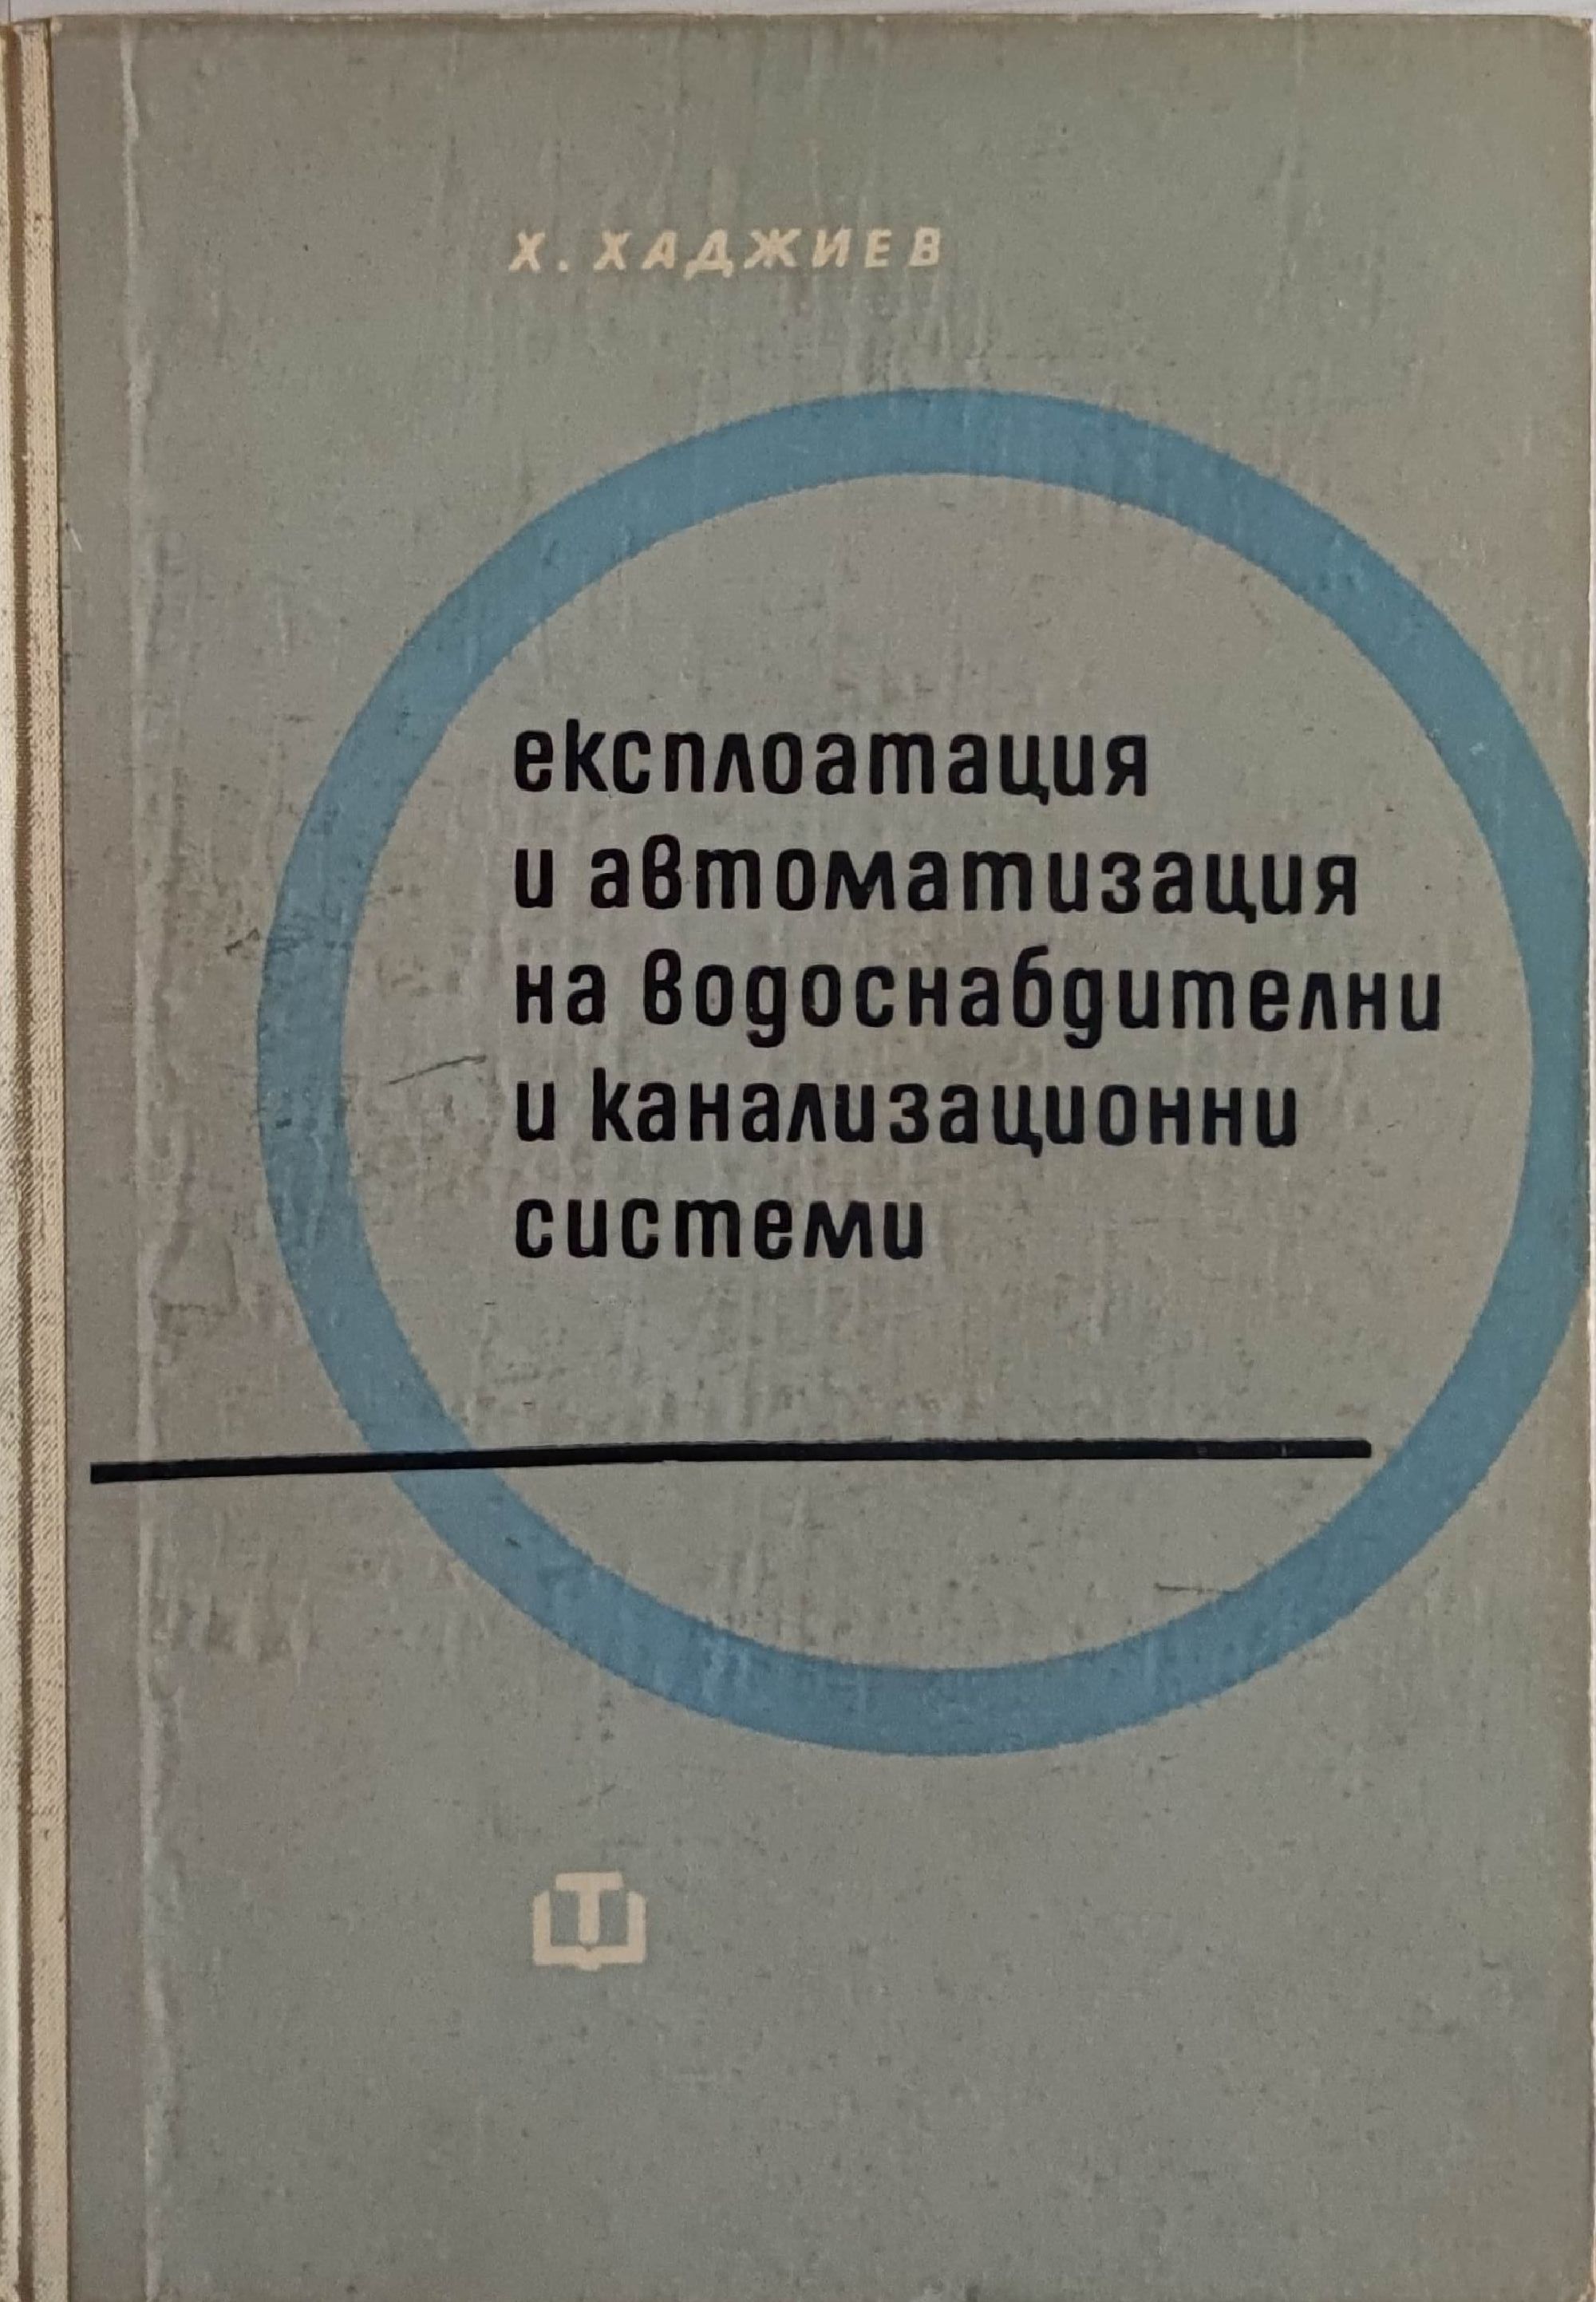 Х. ХАДЖИЕВ
експлоатация
и автоматизация
на водоснабдителни
и канализационни
системи
Т